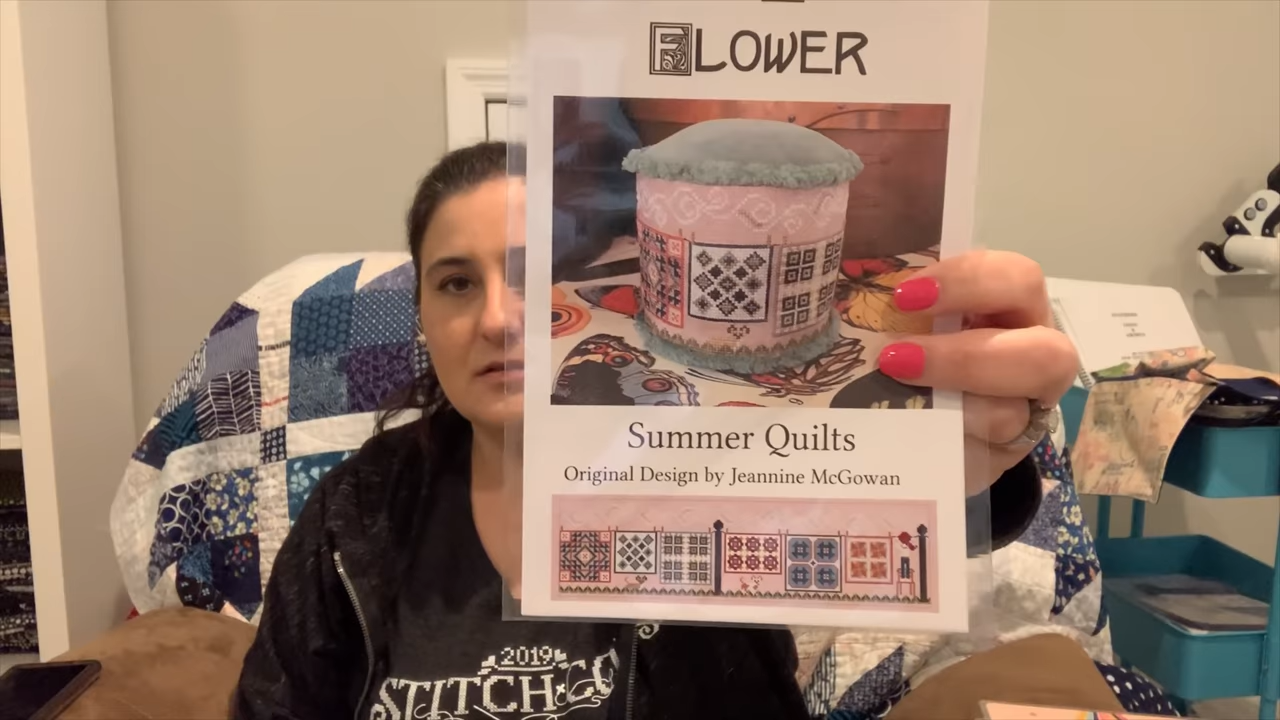 FLOWER
Summer Quilts
Original Design by Jeannine McGowan
2019
STITCH